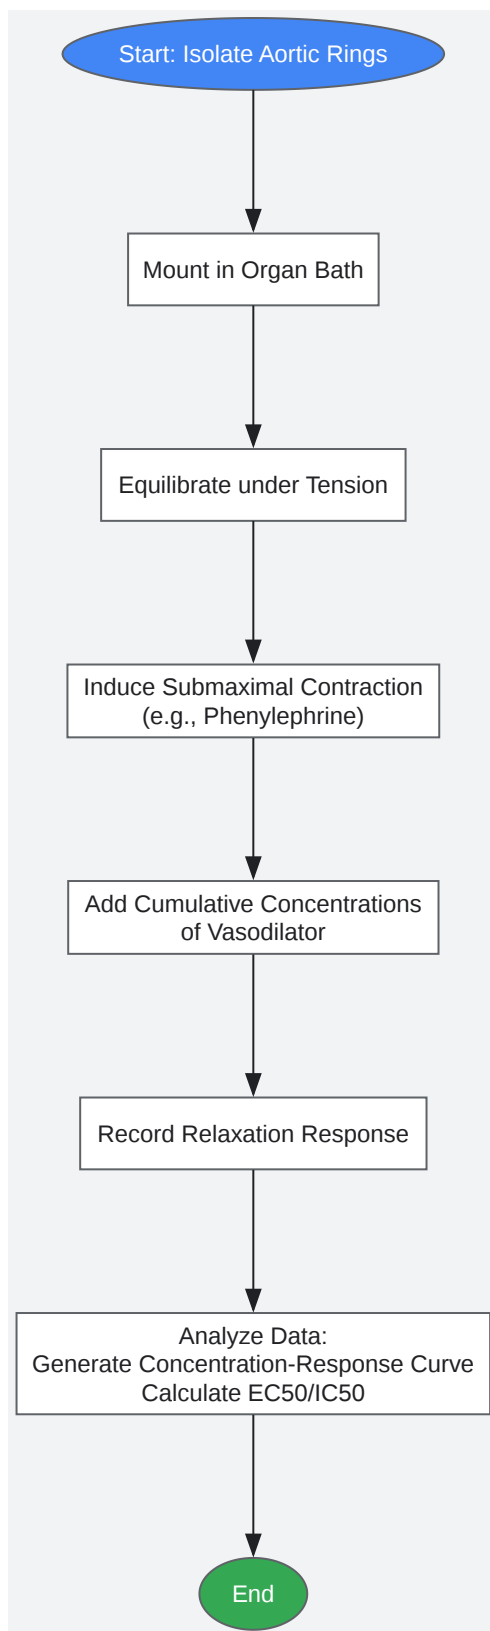 Start: Isolate Aortic Rings
Mount in Organ Bath
Equilibrate under Tension
Induce Submaximal Contraction
(e.g., Phenylephrine)
Add Cumulative Concentrations
of Vasodilator
Record Relaxation Response
Analyze Data:
Generate Concentration-Response Curve
Calculate EC50/IC50
End